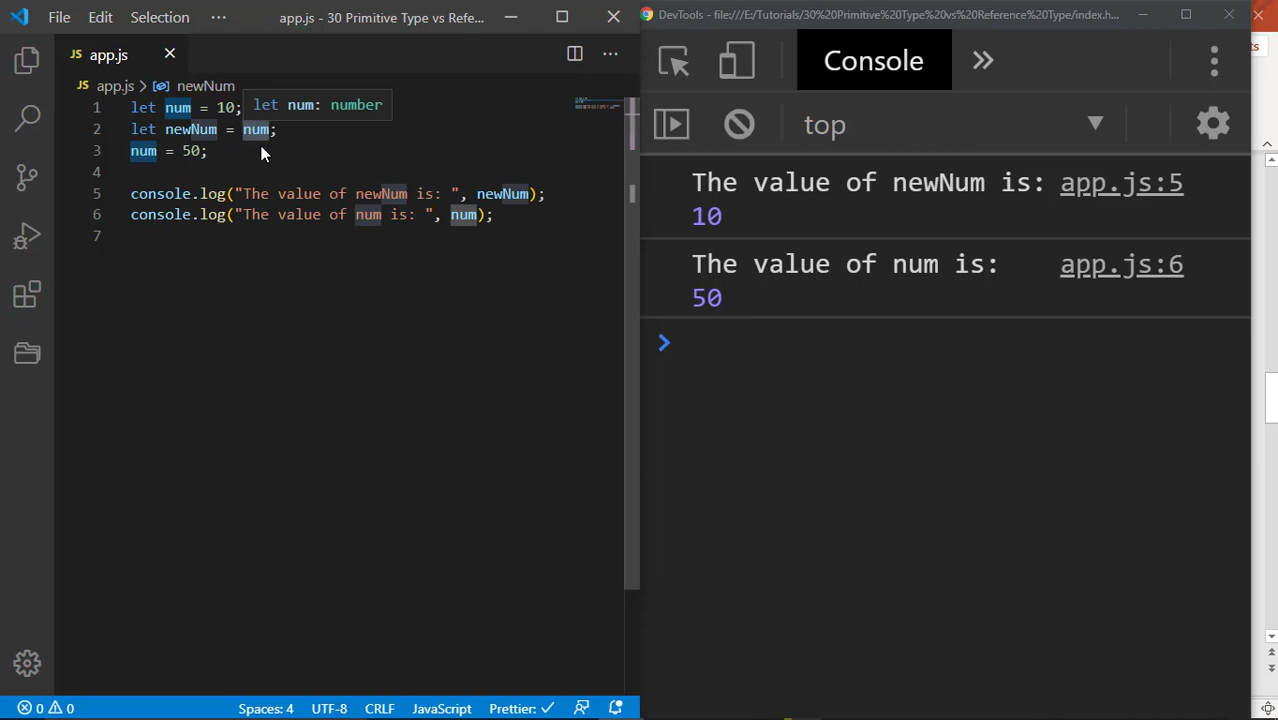 File Edit Selection ··· app.js - 30 Primitive Type vs Refe...
JS app.js
JS app.js > newNum
let num: number
1 let num = 10;
2 let newNum = num;
3 num = 50;
4
5 console.log("The value of newNum is: ", newNum);
6 console.log("The value of num is: ", num);
7
0 0 Spaces: 4 UTF-8 CRLF JavaScript Prettier: ✓
DevTools - file:///E:/Tutorials/30%20Primitive%20Type%20vs%20Reference%20Type/index.h...
Console »
top
The value of newNum is: app.js:5
10
The value of num is: app.js:6
50
>
ts